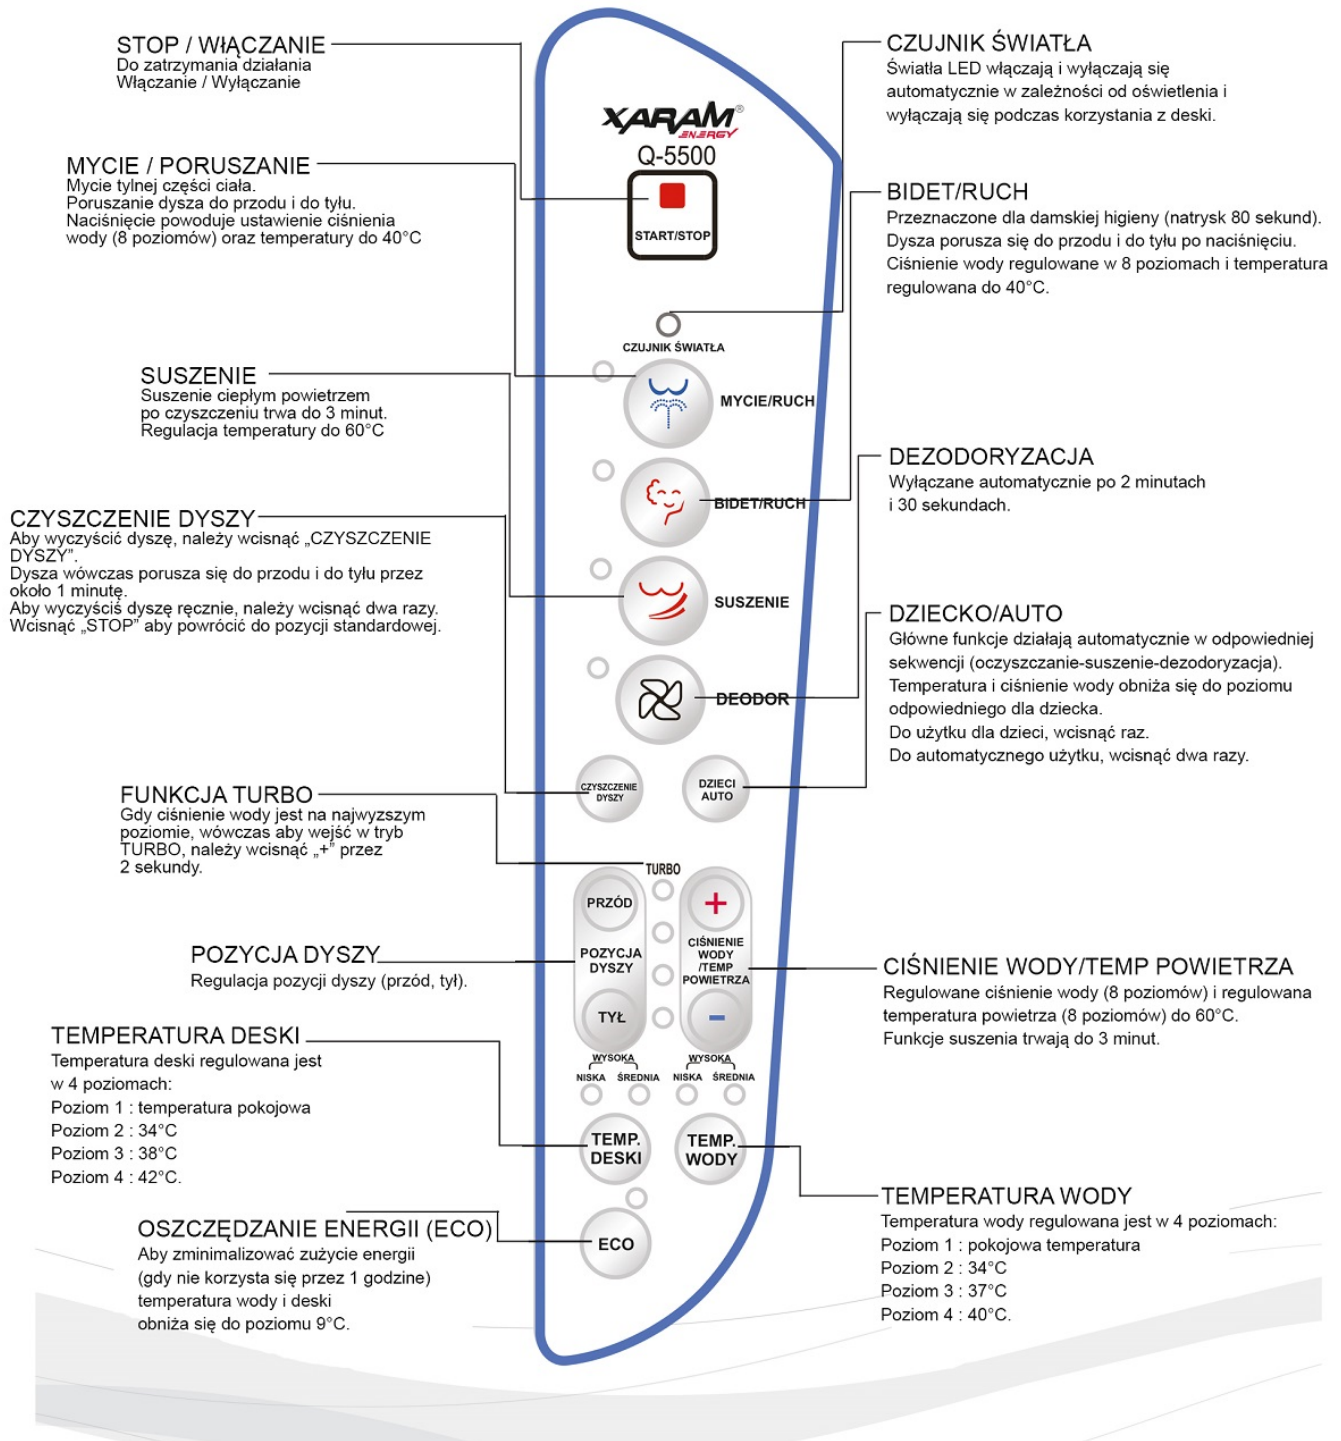 STOP / WŁĄCZANIE
Do zatrzymania działania
Włączanie / Wyłączanie
MYCIE / PORUSZANIE
Mycie tylnej części ciała.
Poruszanie dysza do przodu i do tyłu.
Naciśnięcie powoduje ustawienie ciśnienia
wody (8 poziomów) oraz temperatury do 40°C
SUSZENIE
Suszenie ciepłym powietrzem
po czyszczeniu trwa do 3 minut.
Regulacja temperatury do 60°C
CZYSZCZENIE DYSZY
Aby wyczyścić dyszę, należy wcisnąć „CZYSZCZENIE
DYSZY”.
Dysza wówczas porusza się do przodu i do tyłu przez
około 1 minutę.
Aby wyczyściś dyszę ręcznie, należy wcisnąć dwa razy.
Wcisnąć „STOP” aby powrócić do pozycji standardowej.
FUNKCJA TURBO
Gdy ciśnienie wody jest na najwyzszym
poziomie, wówczas aby wejść w tryb
TURBO, należy wcisnąć „+” przez
2 sekundy.
POZYCJA DYSZY
Regulacja pozycji dyszy (przód, tył).
TEMPERATURA DESKI
Temperatura deski regulowana jest
w 4 poziomach:
Poziom 1 : temperatura pokojowa
Poziom 2 : 34°C
Poziom 3 : 38°C
Poziom 4 : 42°C.
OSZCZĘDZANIE ENERGII (ECO)
Aby zminimalizować zużycie energii
(gdy nie korzysta się przez 1 godzine)
temperatura wody i deski
obniża się do poziomu 9°C.
XARAM®
ENERGY
Q-5500
START/STOP
CZUJNIK ŚWIATŁA
MYCIE/RUCH
BIDET/RUCH
SUSZENIE
DEODOR
CZYSZCZENIE
DYSZY
DZIECI
AUTO
TURBO
PRZÓD
POZYCJA
DYSZY
TYŁ
+
CIŚNIENIE
WODY
/TEMP
POWIETRZA
−
WYSOKA
NISKA ŚREDNIA
WYSOKA
NISKA ŚREDNIA
TEMP.
DESKI
TEMP.
WODY
ECO
CZUJNIK ŚWIATŁA
Światła LED włączają i wyłączają się
automatycznie w zależności od oświetlenia i
wyłączają się podczas korzystania z deski.
BIDET/RUCH
Przeznaczone dla damskiej higieny (natrysk 80 sekund).
Dysza porusza się do przodu i do tyłu po naciśnięciu.
Ciśnienie wody regulowane w 8 poziomach i temperatura
regulowana do 40°C.
DEZODORYZACJA
Wyłączane automatycznie po 2 minutach
i 30 sekundach.
DZIECKO/AUTO
Główne funkcje działają automatycznie w odpowiedniej
sekwencji (oczyszczanie-suszenie-dezodoryzacja).
Temperatura i ciśnienie wody obniża się do poziomu
odpowiedniego dla dziecka.
Do użytku dla dzieci, wcisnąć raz.
Do automatycznego użytku, wcisnąć dwa razy.
CIŚNIENIE WODY/TEMP POWIETRZA
Regulowane ciśnienie wody (8 poziomów) i regulowana
temperatura powietrza (8 poziomów) do 60°C.
Funkcje suszenia trwają do 3 minut.
TEMPERATURA WODY
Temperatura wody regulowana jest w 4 poziomach:
Poziom 1 : pokojowa temperatura
Poziom 2 : 34°C
Poziom 3 : 37°C
Poziom 4 : 40°C.